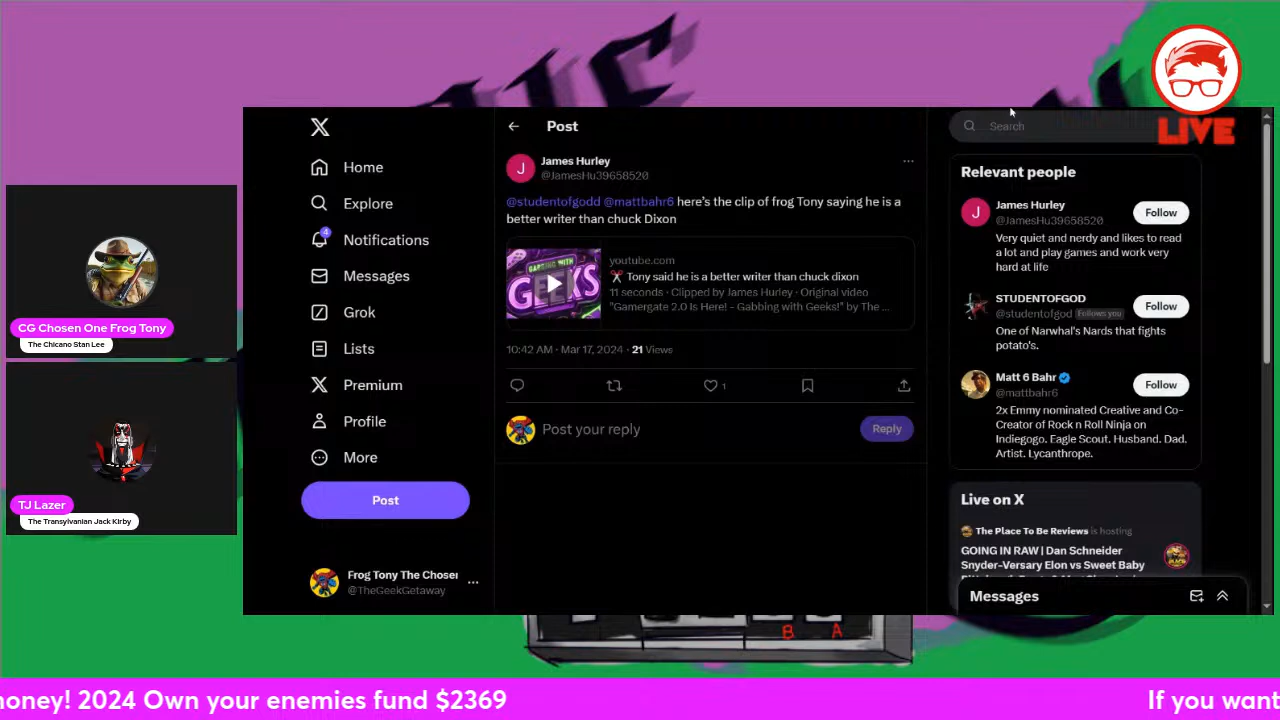 LIVE
CG Chosen One Frog Tony
The Chicano Stan Lee
TJ Lazer
The Transylvanian Jack Kirby
Home
Explore
4
Notifications
Messages
Grok
Lists
Premium
Profile
More
Post
Frog Tony The Choser
@TheGeekGetaway
Post
J
James Hurley
@JamesHu39658520
@studentofgodd @mattbahr6 here's the clip of frog Tony saying he is a
better writer than chuck Dixon
GABBING WITH
GEEKS
youtube.com
Tony said he is a better writer than chuck dixon
11 seconds · Clipped by James Hurley · Original video
"Gamergate 2.0 Is Here! - Gabbing with Geeks!" by The ...
10:42 AM · Mar 17, 2024 · 21 Views
1
Post your reply
Reply
Search
Relevant people
J
James Hurley
@JamesHu39658520
Follow
Very quiet and nerdy and likes to read
a lot and play games and work very
hard at life
STUDENTOFGOD
@studentofgod Follows you
Follow
One of Narwhal's Nards that fights
potato's.
Matt 6 Bahr
@mattbahr6
Follow
2x Emmy nominated Creative and Co-
Creator of Rock n Roll Ninja on
Indiegogo. Eagle Scout. Husband. Dad.
Artist. Lycanthrope.
Live on X
The Place To Be Reviews is hosting
GOING IN RAW | Dan Schneider
Snyder-Versary Elon vs Sweet Baby
Messages
B A
noney! 2024 Own your enemies fund $2369
If you want